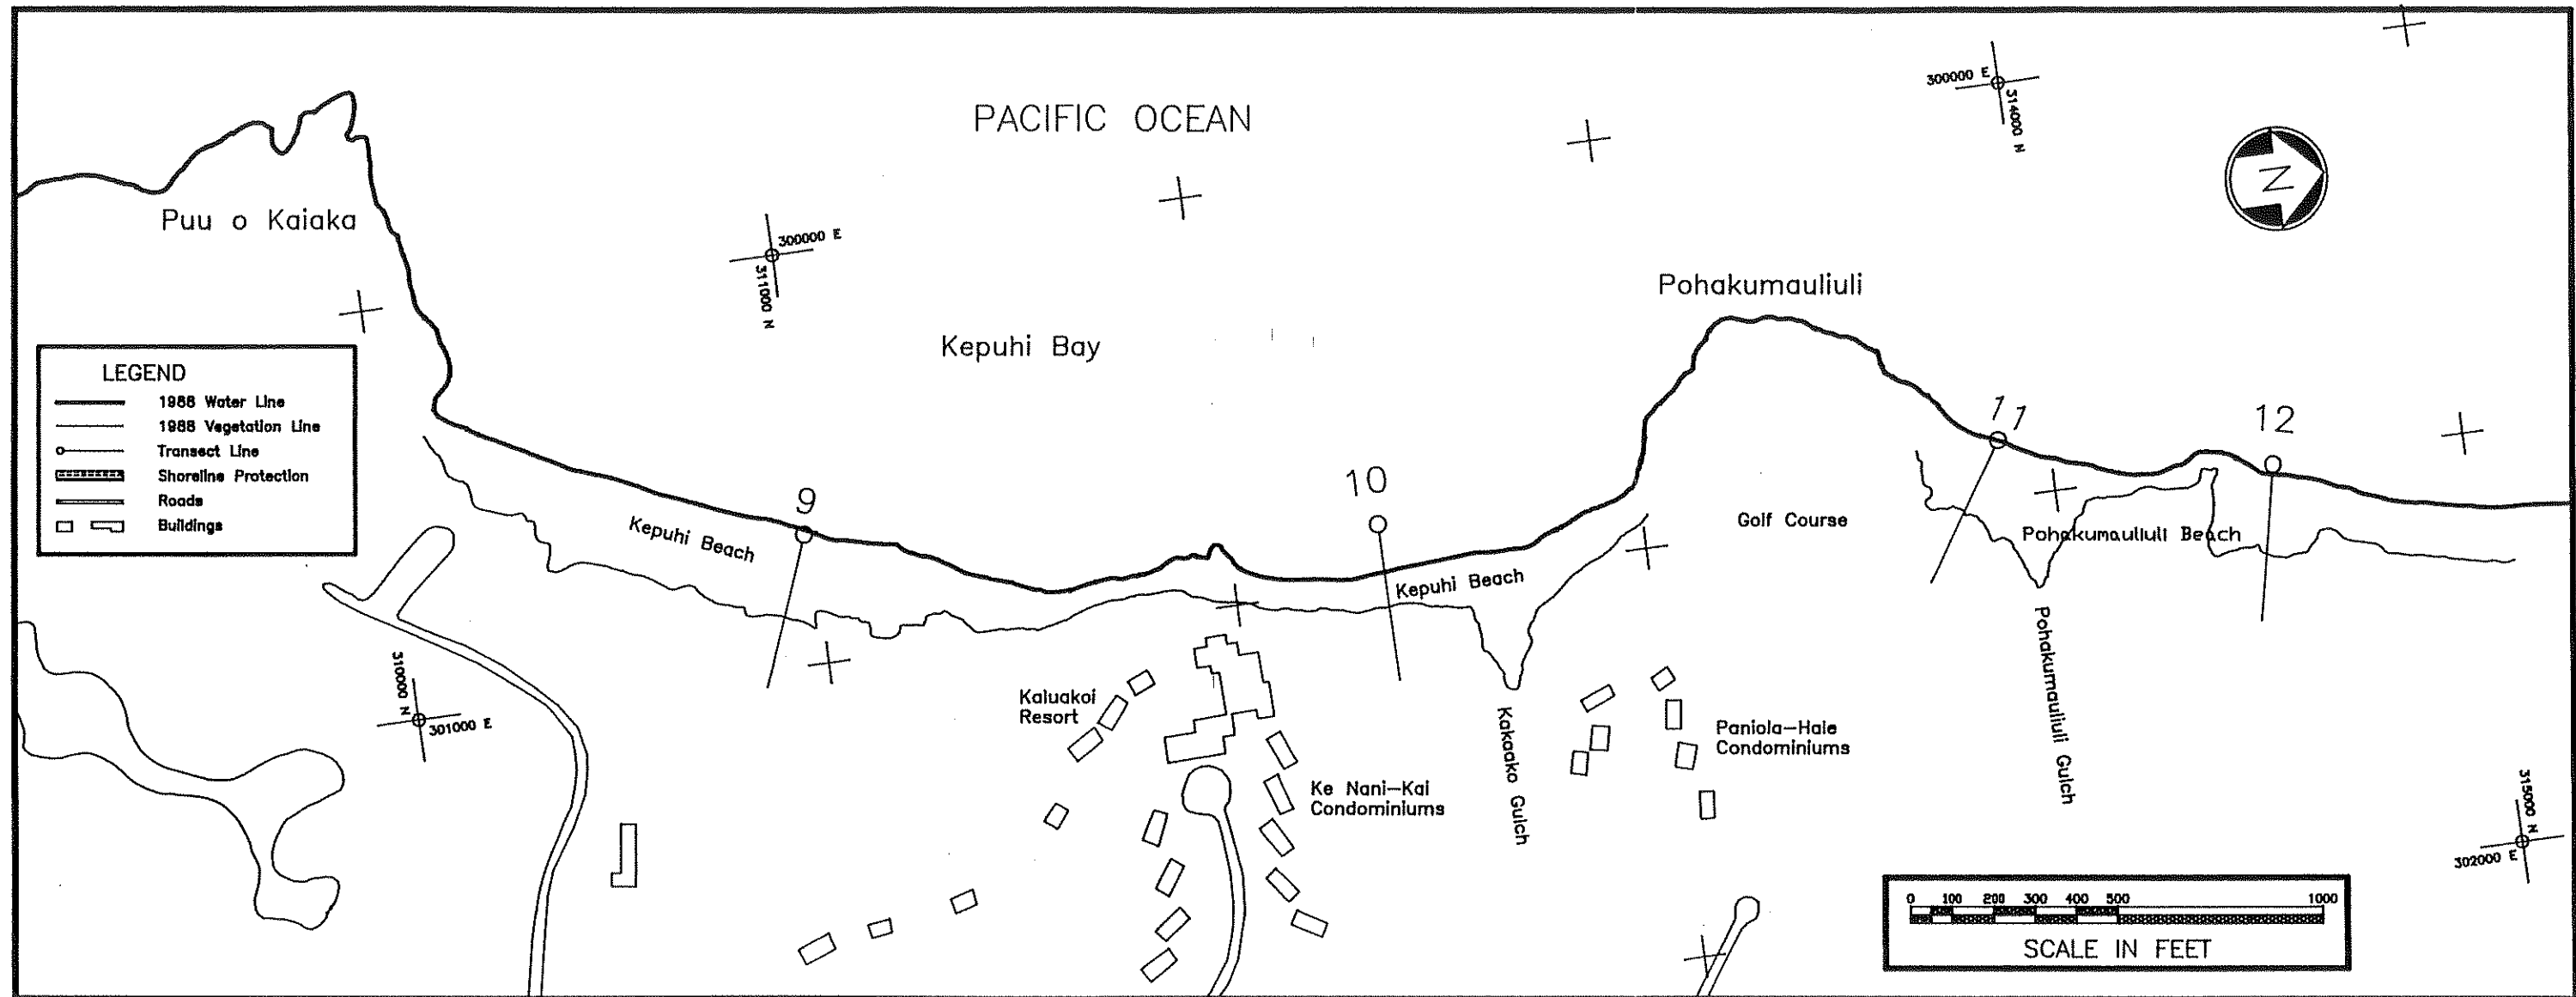 PACIFIC OCEAN
300000 E
314000 N
N
Puu o Kaiaka
300000 E
311000 N
Pohakumauliuli
Kepuhi Bay
LEGEND
1988 Water Line
1988 Vegetation Line
Transect Line
Shoreline Protection
Roads
Buildings
9
10
11
12
Kepuhi Beach
Kepuhi Beach
Golf Course
Pohakumauliuli Beach
310000 N
301000 E
Kaluakoi
Resort
Ke Nani-Kai
Condominiums
Kakaako Gulch
Paniola-Hale
Condominiums
Pohakumauliuli Gulch
315000 N
302000 E
0 100 200 300 400 500 1000
SCALE IN FEET